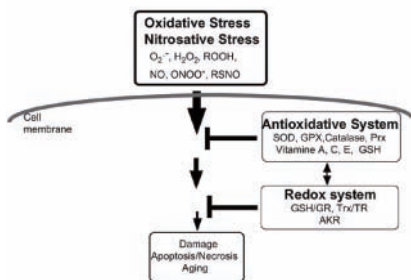 Oxidative Stress
Nitrosative Stress
O₂·⁻, H₂O₂, ROOH,
NO, ONOO⁻, RSNO
Cell
membrane
Antioxidative System
SOD, GPX,Catalase, Prx
Vitamine A, C, E, GSH
Redox system
GSH/GR, Trx/TR
AKR
Damage
Apoptosis/Necrosis
Aging